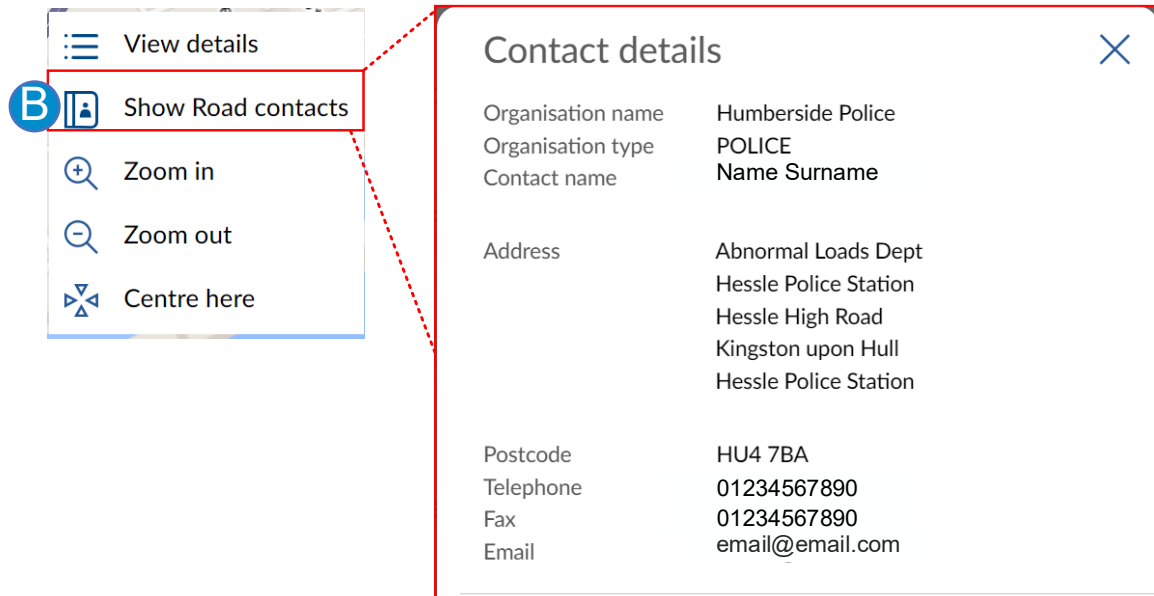 View details
B
Show Road contacts
Zoom in
Zoom out
Centre here
Contact details
Organisation name Humberside Police
Organisation type POLICE
Contact name Name Surname
Address Abnormal Loads Dept
Hessle Police Station
Hessle High Road
Kingston upon Hull
Hessle Police Station
Postcode HU4 7BA
Telephone 01234567890
Fax 01234567890
Email email@email.com